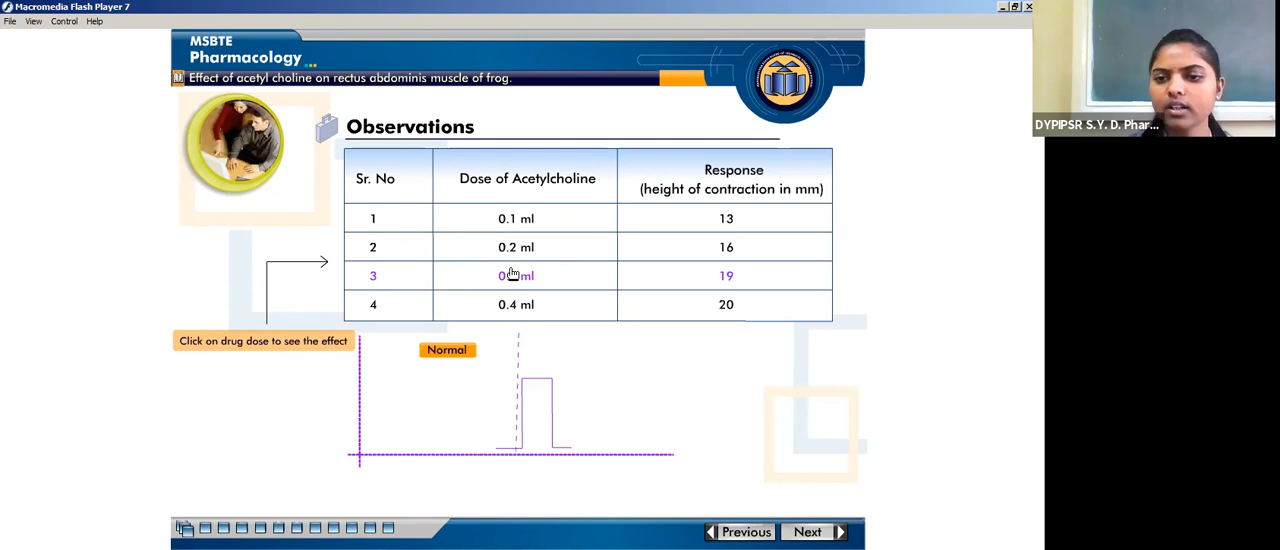 Macromedia Flash Player 7
File View Control Help
MSBTE
Pharmacology
Effect of acetyl choline on rectus abdominis muscle of frog.
DYPIPSR S.Y. D. Phar...
Observations
Sr. No Dose of Acetylcholine Response (height of contraction in mm)
1 0.1 ml 13
2 0.2 ml 16
3 ml 19
4 0.4 ml 20
Click on drug dose to see the effect
Normal
Previous Next